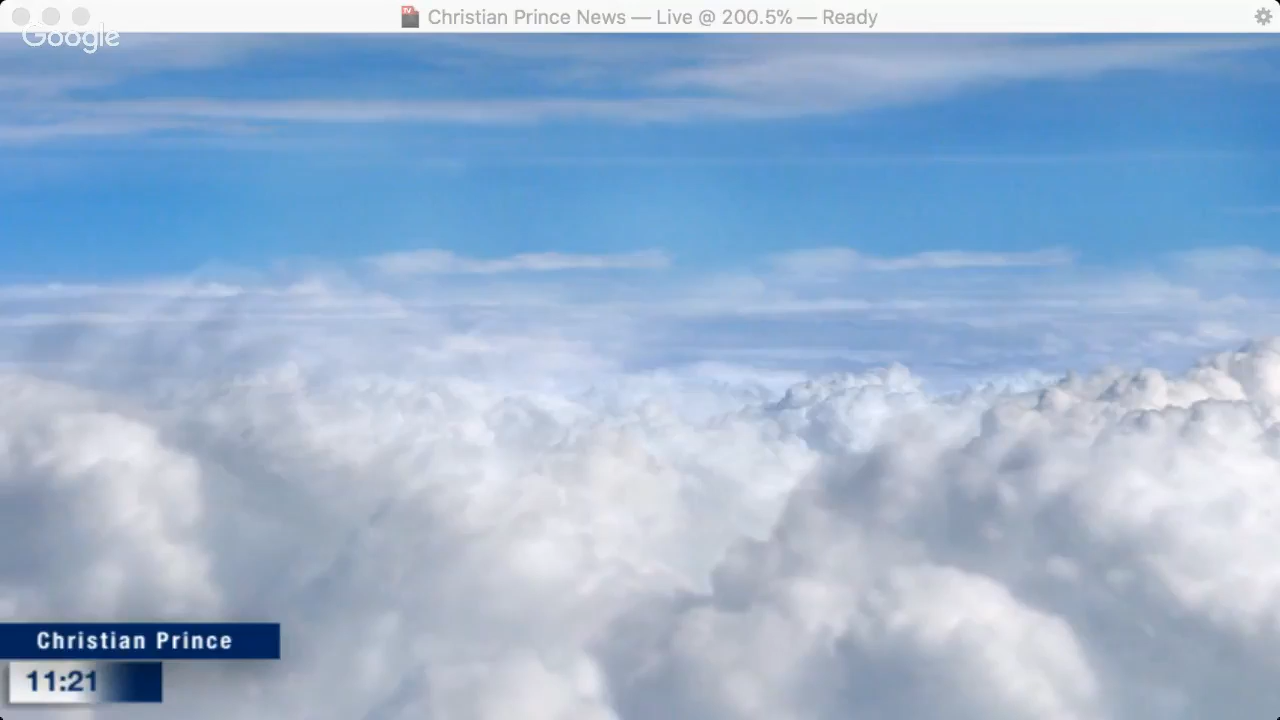 Christian Prince News — Live @ 200.5% — Ready
Google
Christian Prince
11:21